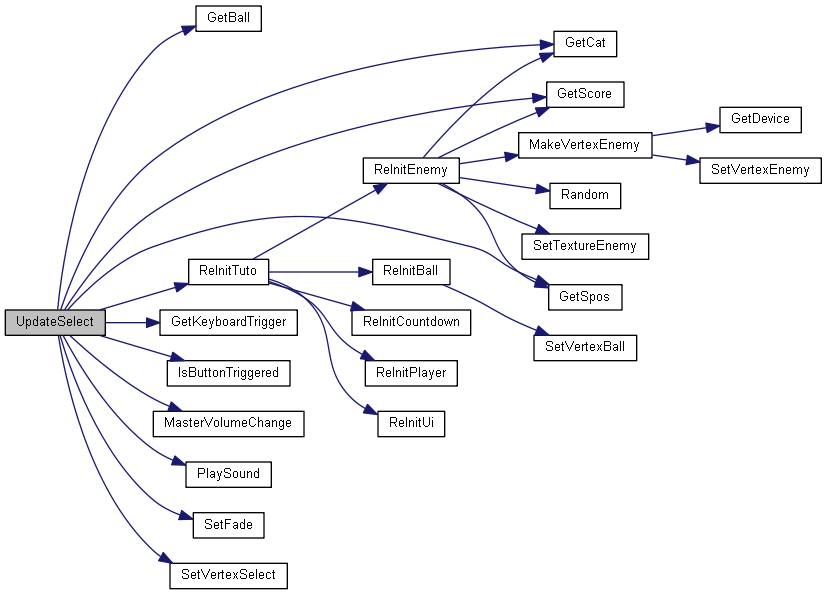 GetBall
GetCat
GetScore
GetDevice
MakeVertexEnemy
ReInitEnemy
SetVertexEnemy
Random
SetTextureEnemy
ReInitTuto
ReInitBall
GetSpos
UpdateSelect
GetKeyboardTrigger
ReInitCountdown
SetVertexBall
IsButtonTriggered
ReInitPlayer
MasterVolumeChange
ReInitUi
PlaySound
SetFade
SetVertexSelect